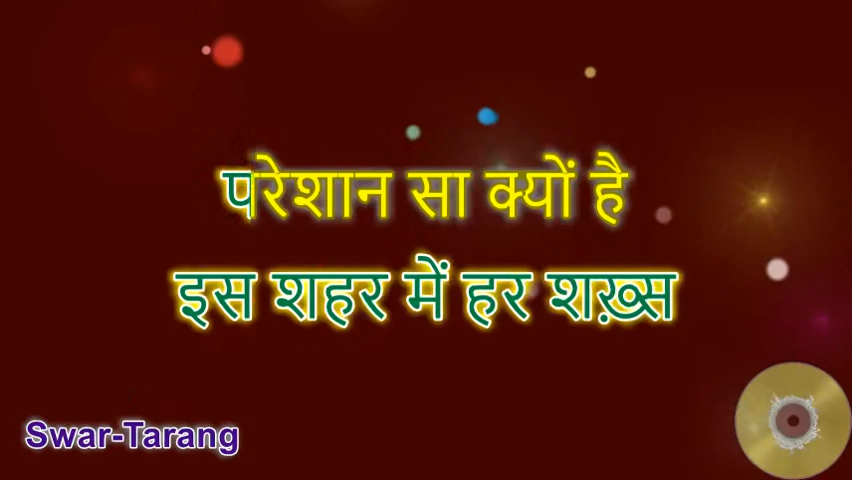 परेशान सा क्यों है
इस शहर में हर शख़्स
Swar-Tarang